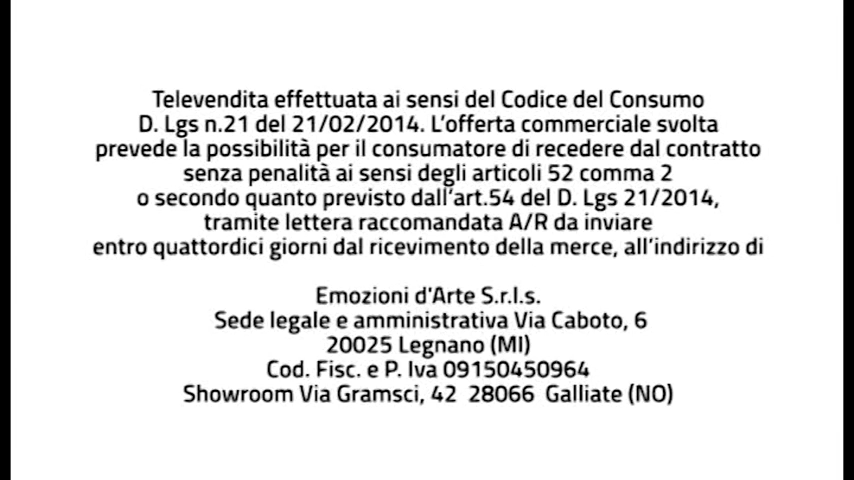 Televendita effettuata ai sensi del Codice del Consumo
D. Lgs n.21 del 21/02/2014. L'offerta commerciale svolta
prevede la possibilità per il consumatore di recedere dal contratto
senza penalità ai sensi degli articoli 52 comma 2
o secondo quanto previsto dall'art.54 del D. Lgs 21/2014,
tramite lettera raccomandata A/R da inviare
entro quattordici giorni dal ricevimento della merce, all'indirizzo di
Emozioni d'Arte S.r.l.s.
Sede legale e amministrativa Via Caboto, 6
20025 Legnano (MI)
Cod. Fisc. e P. Iva 09150450964
Showroom Via Gramsci, 42 28066 Galliate (NO)